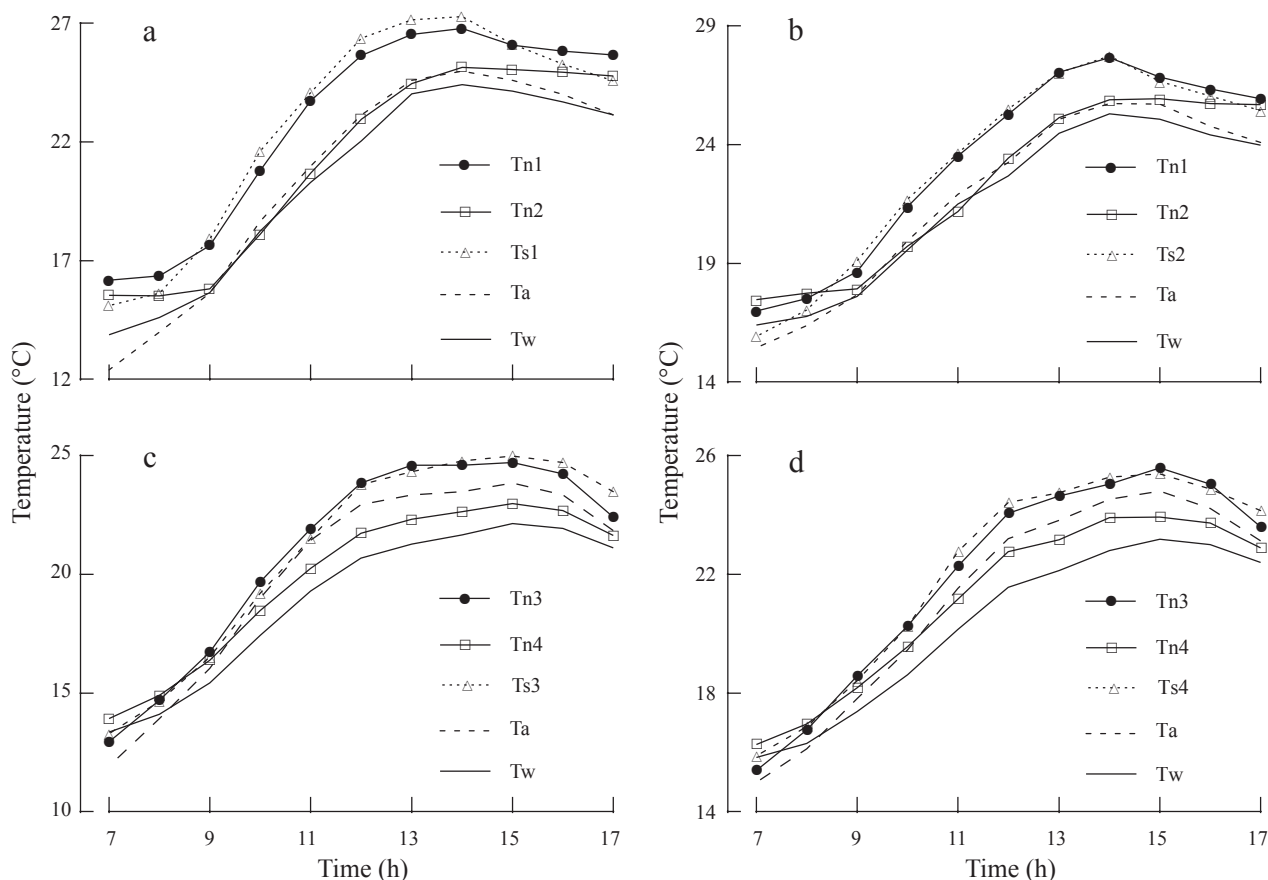 a
27
22
17
12
Tn1
Tn2
Ts1
Ta
Tw
b
29
24
19
14
Tn1
Tn2
Ts2
Ta
Tw
Temperature (°C)
Temperature (°C)
c
25
20
15
10
Tn3
Tn4
Ts3
Ta
Tw
7 9 11 13 15 17
Time (h)
d
26
22
18
14
Tn3
Tn4
Ts4
Ta
Tw
7 9 11 13 15 17
Time (h)